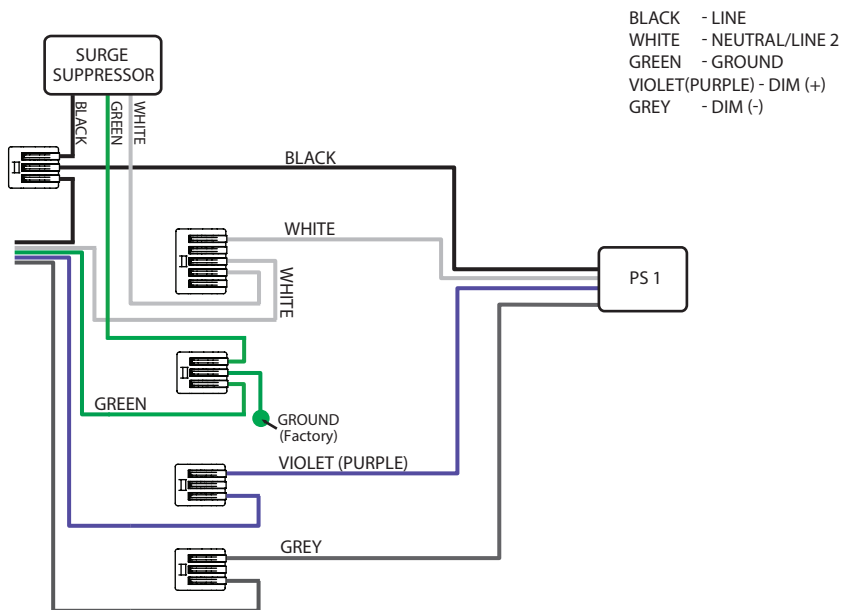 BLACK - LINE
WHITE - NEUTRAL/LINE 2
GREEN - GROUND
VIOLET(PURPLE) - DIM (+)
GREY - DIM (-)
SURGE
SUPPRESSOR
BLACK
GREEN
WHITE
BLACK
WHITE
WHITE
PS 1
GREEN
GROUND
(Factory)
VIOLET (PURPLE)
GREY